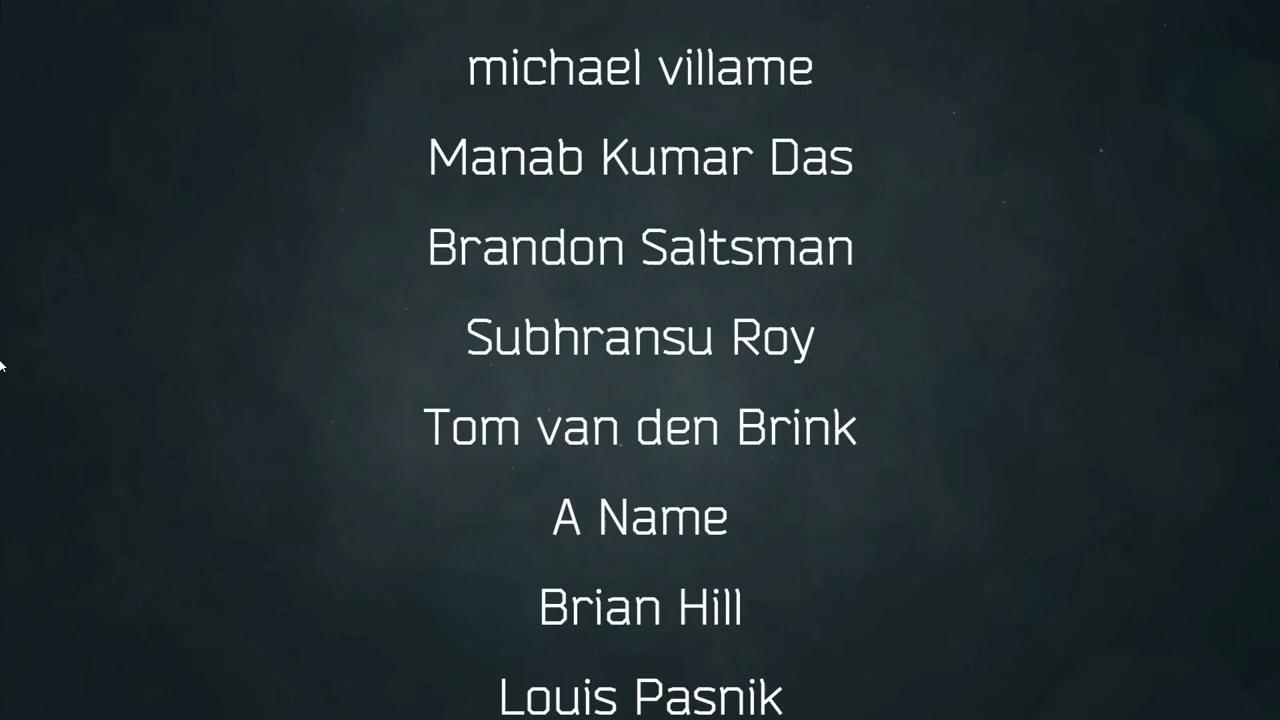 michael villame
Manab Kumar Das
Brandon Saltsman
Subhransu Roy
Tom van den Brink
A Name
Brian Hill
Louis Pasnik